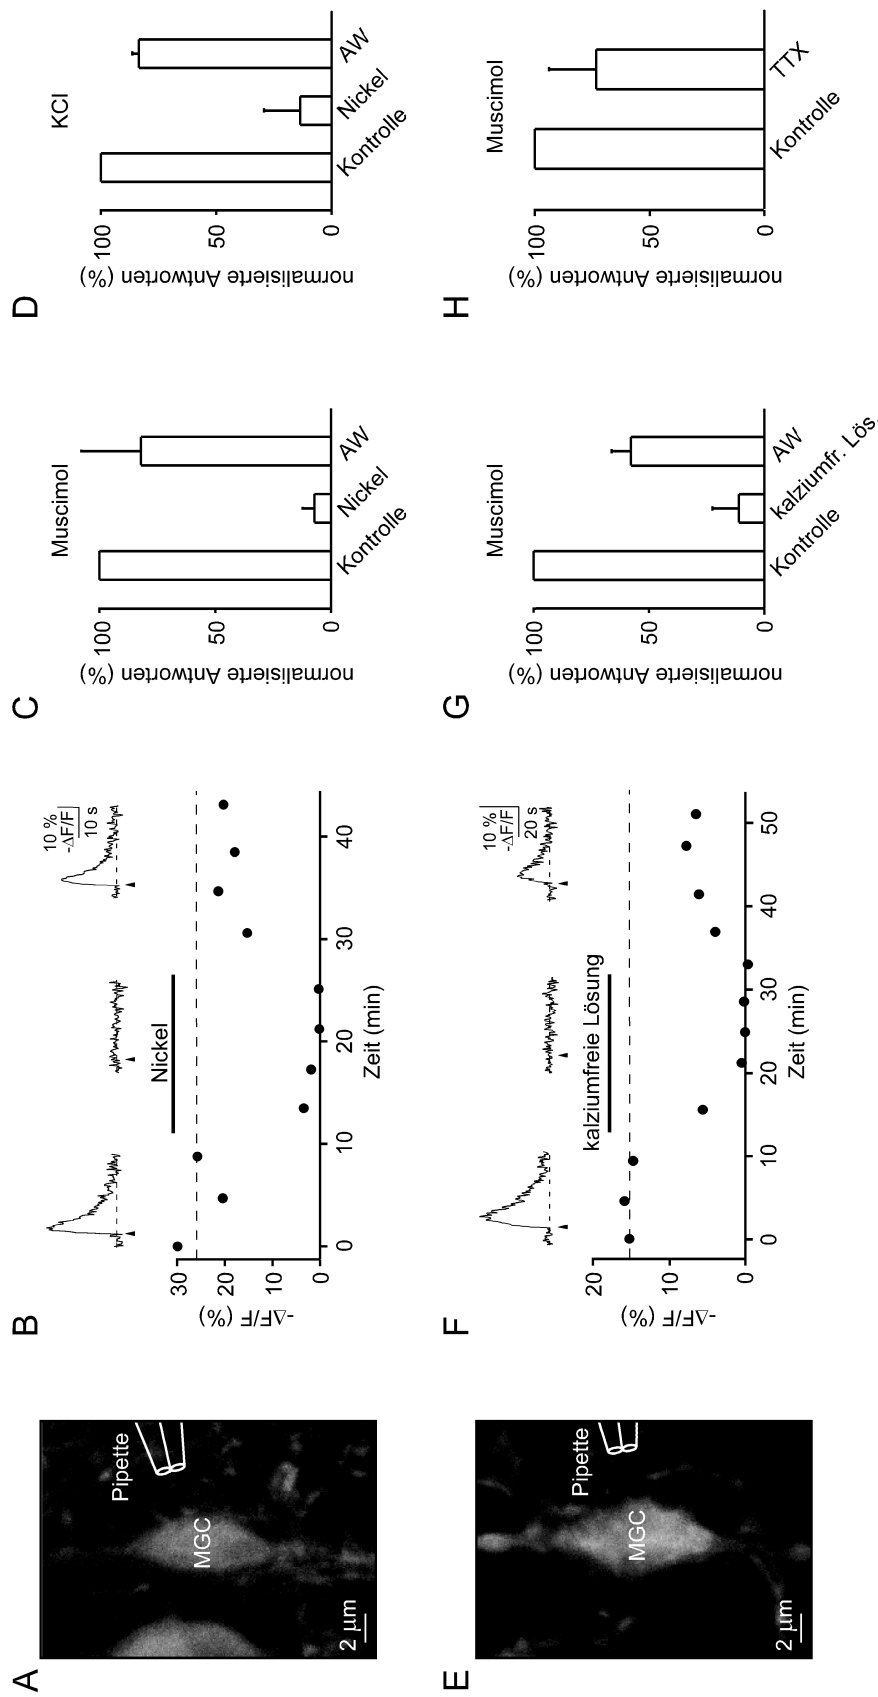 A
Pipette
MGC
2 µm
B
10 %
-ΔF/F
10 s
Nickel
30
20
10
0
-ΔF/F (%)
0
10
20
30
40
Zeit (min)
C
Muscimol
100
50
0
normalisierte Antworten (%)
Kontrolle
Nickel
AW
D
KCl
100
50
0
normalisierte Antworten (%)
Kontrolle
Nickel
AW
E
Pipette
MGC
2 µm
F
10 %
-ΔF/F
20 s
kalziumfreie Lösung
20
10
0
-ΔF/F (%)
0
10
20
30
40
50
Zeit (min)
G
Muscimol
100
50
0
normalisierte Antworten (%)
Kontrolle
kalziumfr. Lös.
AW
H
Muscimol
100
50
0
normalisierte Antworten (%)
Kontrolle
TTX